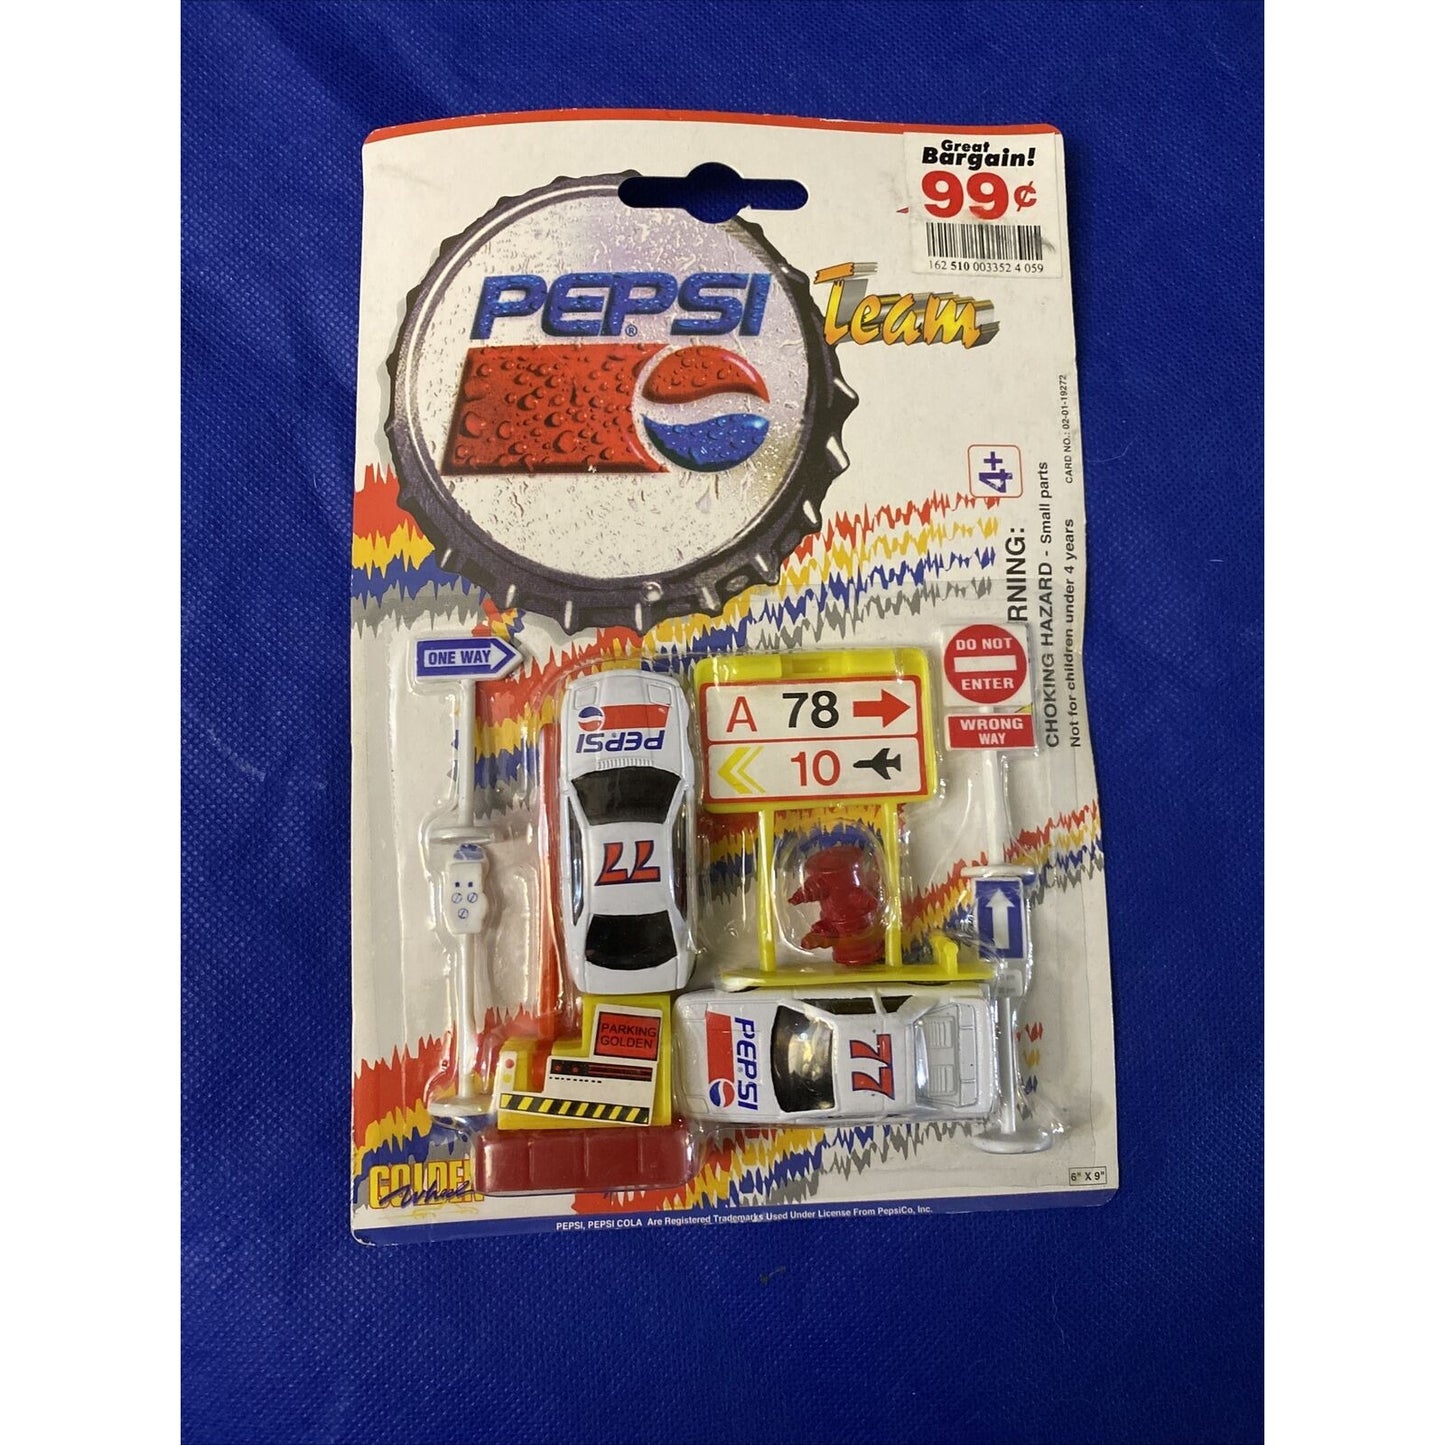 Great
Bargain!
99¢
162 510 003352 4 059
PEPSI
®
Team
4+
CARD NO.: 02-01-19272
RNING:
CHOKING HAZARD - Small parts
Not for children under 4 years
ONE WAY
PEPSI
77
A 78
10
DO NOT
ENTER
WRONG
WAY
PARKING
GOLDEN
PEPSI
77
GOLDEN
Wheel
6" X 9"
PEPSI, PEPSI COLA Are Registered Trademarks Used Under License From PepsiCo, Inc.